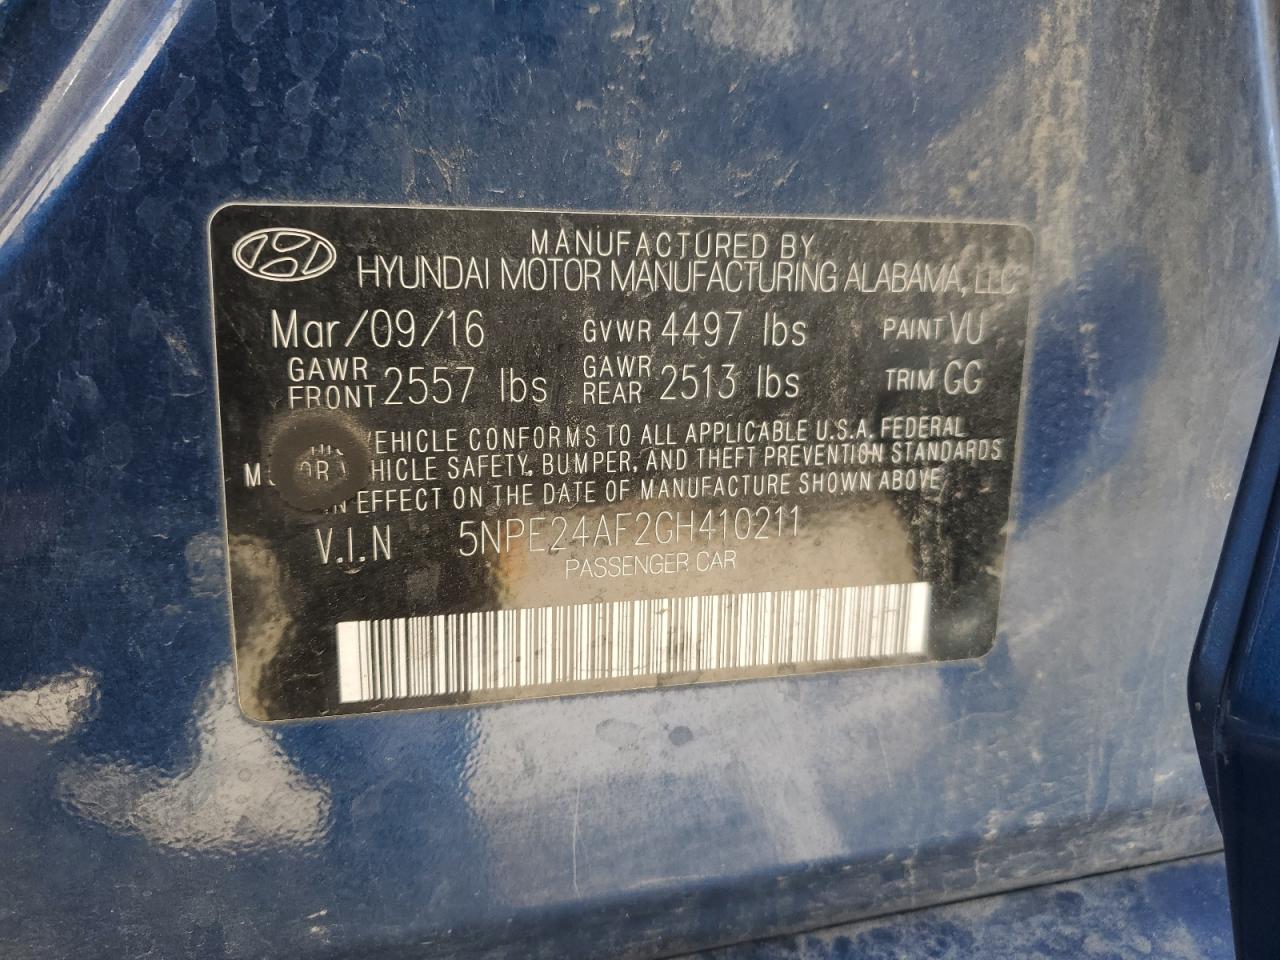 MANUFACTURED BY
HYUNDAI MOTOR MANUFACTURING ALABAMA, LLC
Mar/09/16 GVWR 4497 lbs PAINT VU
GAWR FRONT 2557 lbs GAWR REAR 2513 lbs TRIM GG
VEHICLE CONFORMS TO ALL APPLICABLE U.S.A. FEDERAL
SAFETY, BUMPER, AND THEFT PREVENTION STANDARDS
IN EFFECT ON THE DATE OF MANUFACTURE SHOWN ABOVE
V.I.N 5NPE24AF2GH410211
PASSENGER CAR